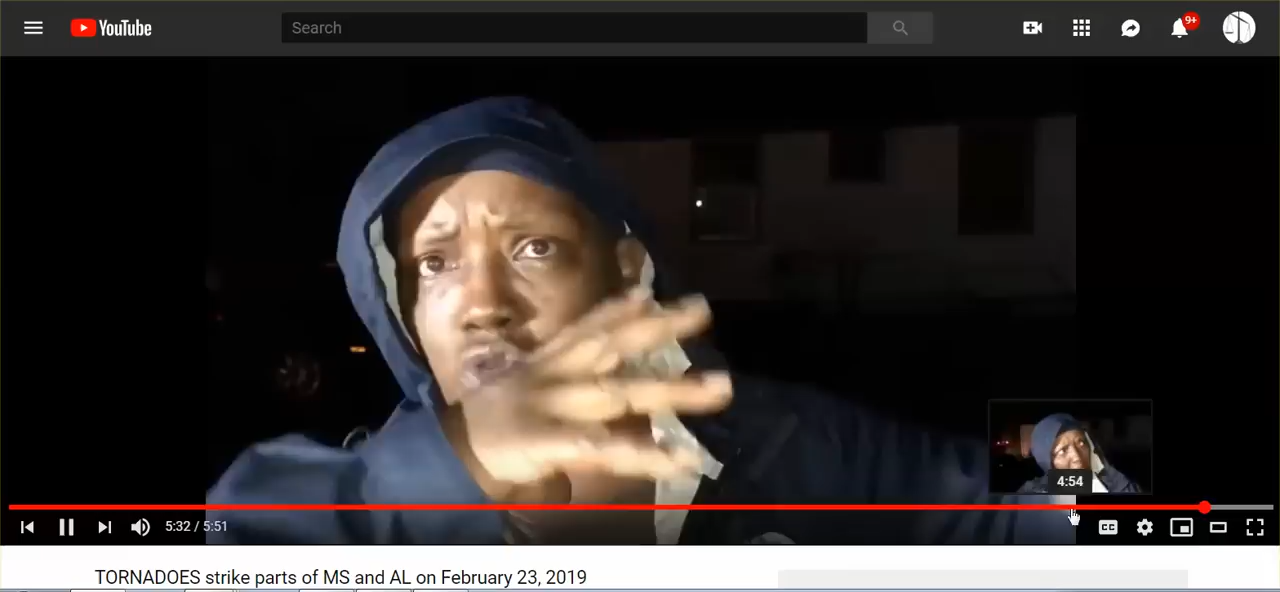 YouTube
Search
9+
4:54
5:32 / 5:51
CC
TORNADOES strike parts of MS and AL on February 23, 2019